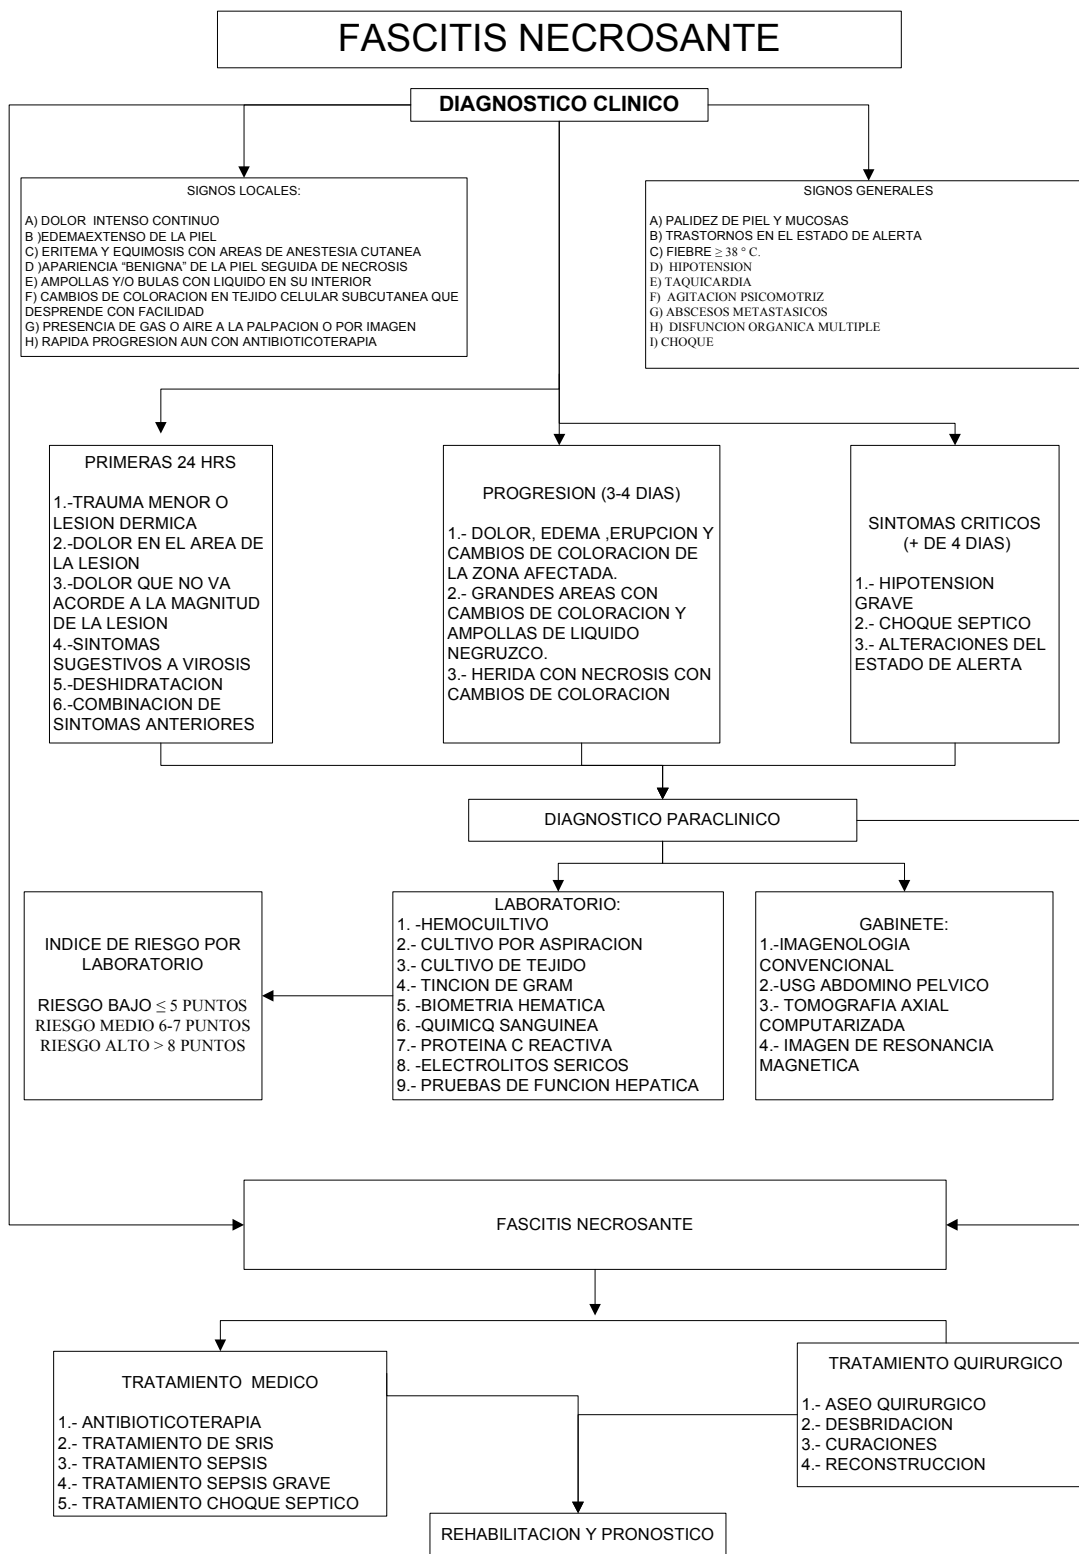 FASCITIS NECROSANTE
DIAGNOSTICO CLINICO
SIGNOS LOCALES:
A) DOLOR INTENSO CONTINUO
B )EDEMAEXTENSO DE LA PIEL
C) ERITEMA Y EQUIMOSIS CON AREAS DE ANESTESIA CUTANEA
D )APARIENCIA “BENIGNA” DE LA PIEL SEGUIDA DE NECROSIS
E) AMPOLLAS Y/O BULAS CON LIQUIDO EN SU INTERIOR
F) CAMBIOS DE COLORACION EN TEJIDO CELULAR SUBCUTANEA QUE
DESPRENDE CON FACILIDAD
G) PRESENCIA DE GAS O AIRE A LA PALPACION O POR IMAGEN
H) RAPIDA PROGRESION AUN CON ANTIBIOTICOTERAPIA
SIGNOS GENERALES
A) PALIDEZ DE PIEL Y MUCOSAS
B) TRASTORNOS EN EL ESTADO DE ALERTA
C) FIEBRE ≥ 38 ° C.
D) HIPOTENSION
E) TAQUICARDIA
F) AGITACION PSICOMOTRIZ
G) ABSCESOS METASTASICOS
H) DISFUNCION ORGANICA MULTIPLE
I) CHOQUE
PRIMERAS 24 HRS
1.-TRAUMA MENOR O
LESION DERMICA
2.-DOLOR EN EL AREA DE
LA LESION
3.-DOLOR QUE NO VA
ACORDE A LA MAGNITUD
DE LA LESION
4.-SINTOMAS
SUGESTIVOS A VIROSIS
5.-DESHIDRATACION
6.-COMBINACION DE
SINTOMAS ANTERIORES
PROGRESION (3-4 DIAS)
1.- DOLOR, EDEMA ,ERUPCION Y
CAMBIOS DE COLORACION DE
LA ZONA AFECTADA.
2.- GRANDES AREAS CON
CAMBIOS DE COLORACION Y
AMPOLLAS DE LIQUIDO
NEGRUZCO.
3.- HERIDA CON NECROSIS CON
CAMBIOS DE COLORACION
SINTOMAS CRITICOS
(+ DE 4 DIAS)
1.- HIPOTENSION
GRAVE
2.- CHOQUE SEPTICO
3.- ALTERACIONES DEL
ESTADO DE ALERTA
DIAGNOSTICO PARACLINICO
INDICE DE RIESGO POR
LABORATORIO
RIESGO BAJO ≤ 5 PUNTOS
RIESGO MEDIO 6-7 PUNTOS
RIESGO ALTO > 8 PUNTOS
LABORATORIO:
1. -HEMOCUILTIVO
2.- CULTIVO POR ASPIRACION
3.- CULTIVO DE TEJIDO
4.- TINCION DE GRAM
5. -BIOMETRIA HEMATICA
6. -QUIMICQ SANGUINEA
7.- PROTEINA C REACTIVA
8. -ELECTROLITOS SERICOS
9.- PRUEBAS DE FUNCION HEPATICA
GABINETE:
1.-IMAGENOLOGIA
CONVENCIONAL
2.-USG ABDOMINO PELVICO
3.- TOMOGRAFIA AXIAL
COMPUTARIZADA
4.- IMAGEN DE RESONANCIA
MAGNETICA
FASCITIS NECROSANTE
TRATAMIENTO MEDICO
1.- ANTIBIOTICOTERAPIA
2.- TRATAMIENTO DE SRIS
3.- TRATAMIENTO SEPSIS
4.- TRATAMIENTO SEPSIS GRAVE
5.- TRATAMIENTO CHOQUE SEPTICO
TRATAMIENTO QUIRURGICO
1.- ASEO QUIRURGICO
2.- DESBRIDACION
3.- CURACIONES
4.- RECONSTRUCCION
REHABILITACION Y PRONOSTICO